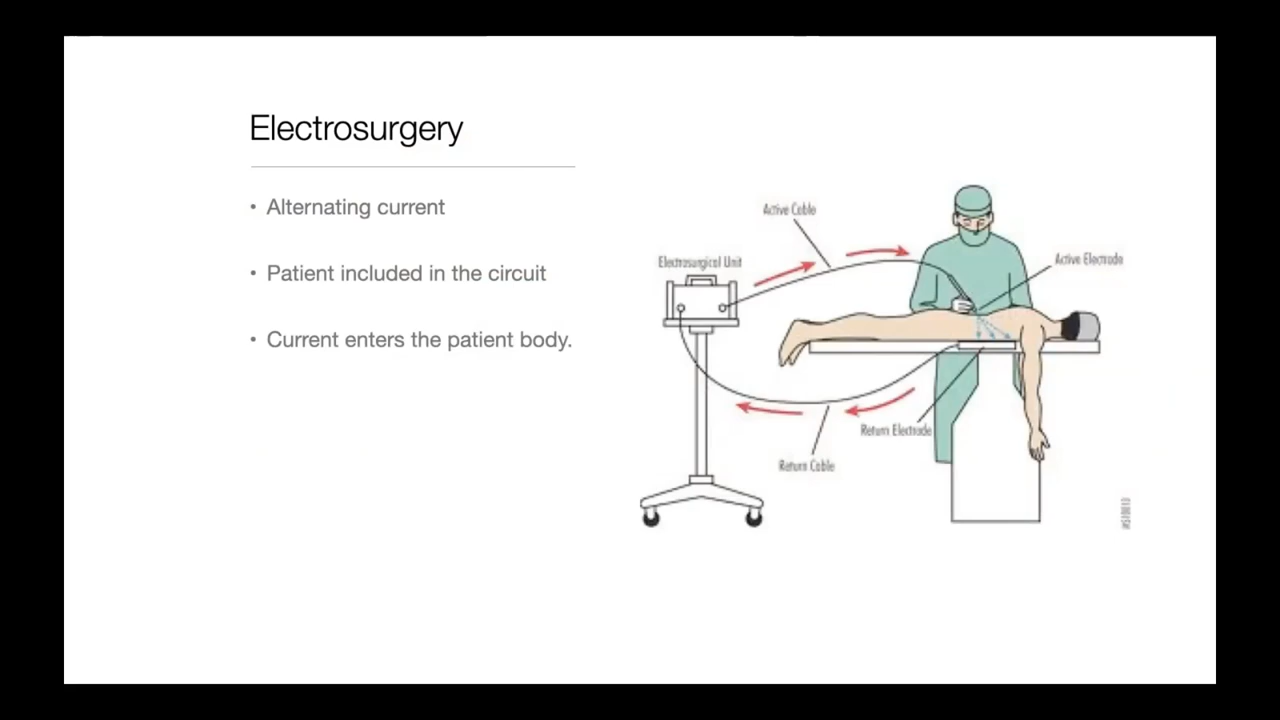 Electrosurgery
• Alternating current
• Patient included in the circuit
• Current enters the patient body.
Active Cable
Electrosurgical Unit
Active Electrode
Return Electrode
Return Cable